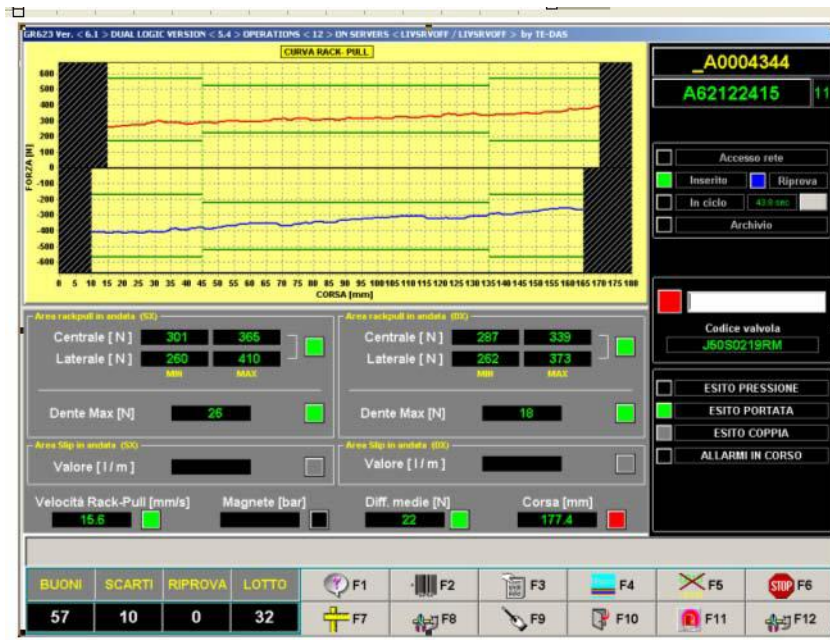 GR623 Ver. < 6.1 > DUAL LOGIC VERSION < 5.4 > OPERATIONS < 12 > ON SERVERS < LIVSRVOFF / LIVSRVOFF > by TE-DAS
CURVA RACK- PULL
600
500
400
300
200
100
0
-100
-200
-300
-400
-500
-600
FORZA [N]
0 5 10 15 20 25 30 35 40 45 50 55 60 65 70 75 80 85 90 95 100 105 110 115 120 125 130 135 140 145 150 155 160 165 170 175 180
CORSA [mm]
_A0004344
A62122415 11
Accesso rete
Inserito Riprova
In ciclo 43.0 sec
Archivio
Codice valvola
J50S0219RM
ESITO PRESSIONE
ESITO PORTATA
ESITO COPPIA
ALLARMI IN CORSO
Area rackpull in andata (SX)
Centrale [ N ] 301 365
Laterale [ N ] 260 410
MIN MAX
Dente Max [N] 26
Area rackpull in andata (DX)
Centrale [ N ] 287 339
Laterale [ N ] 262 373
MIN MAX
Dente Max [N] 18
Area Slip in andata (SX)
Valore [ l / m ]
Area Slip in andata (DX)
Valore [ l / m ]
Velocità Rack-Pull [mm/s] Magnete [bar] Diff. medie [N] Corsa [mm]
15.6 22 177.4
BUONI SCARTI RIPROVA LOTTO
57 10 0 32
F1 F2 F3 F4 F5 STOP F6
F7 F8 F9 F10 F11 F12